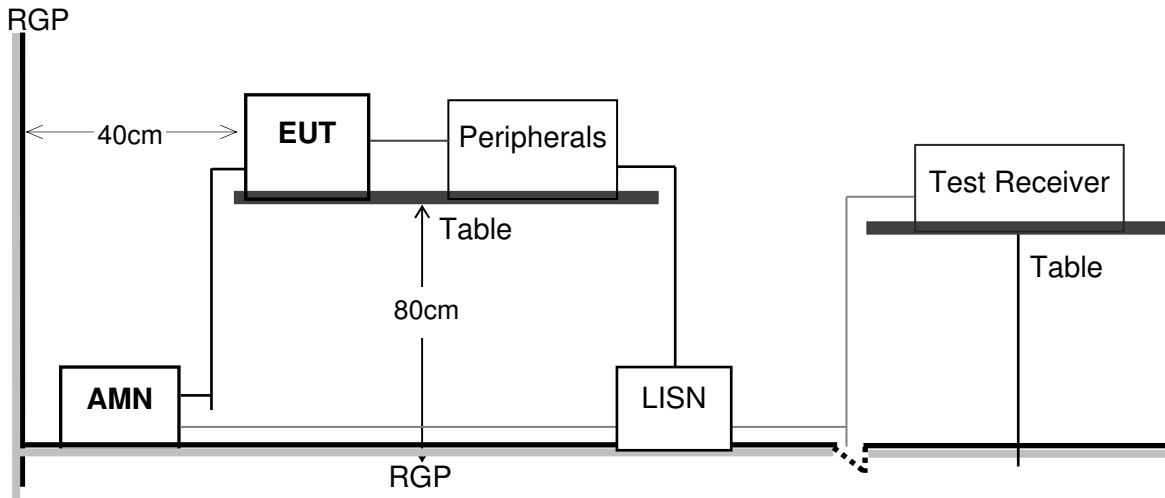 RGP
40cm
EUT
Peripherals
Test Receiver
Table
Table
80cm
AMN
LISN
RGP